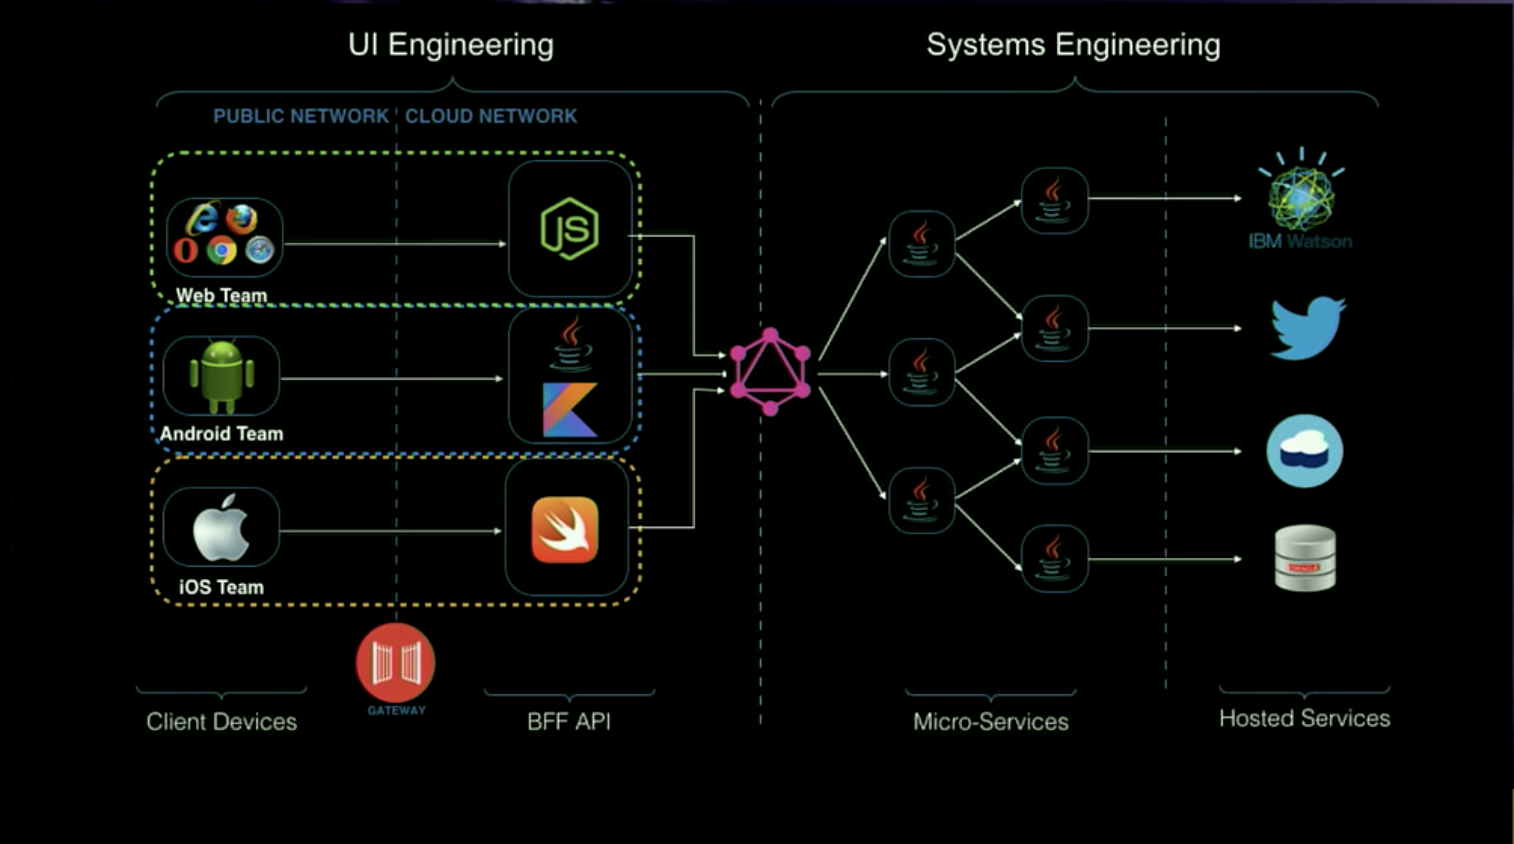 UI Engineering
Systems Engineering
PUBLIC NETWORK
CLOUD NETWORK
JS
IBM Watson
Web Team
Android Team
ORACLE
iOS Team
GATEWAY
Client Devices
BFF API
Micro-Services
Hosted Services